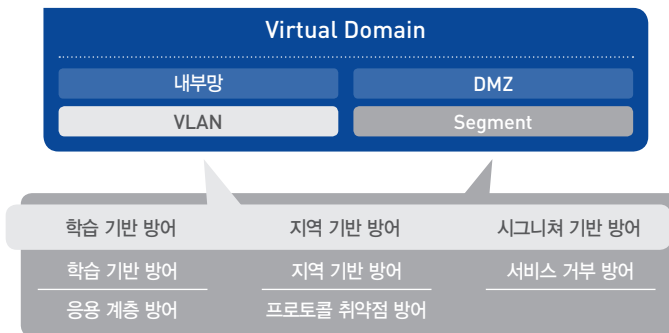 Virtual Domain
내부망 DMZ
VLAN Segment
학습 기반 방어 지역 기반 방어 시그니쳐 기반 방어
학습 기반 방어 지역 기반 방어 서비스 거부 방어
응용 계층 방어 프로토콜 취약점 방어